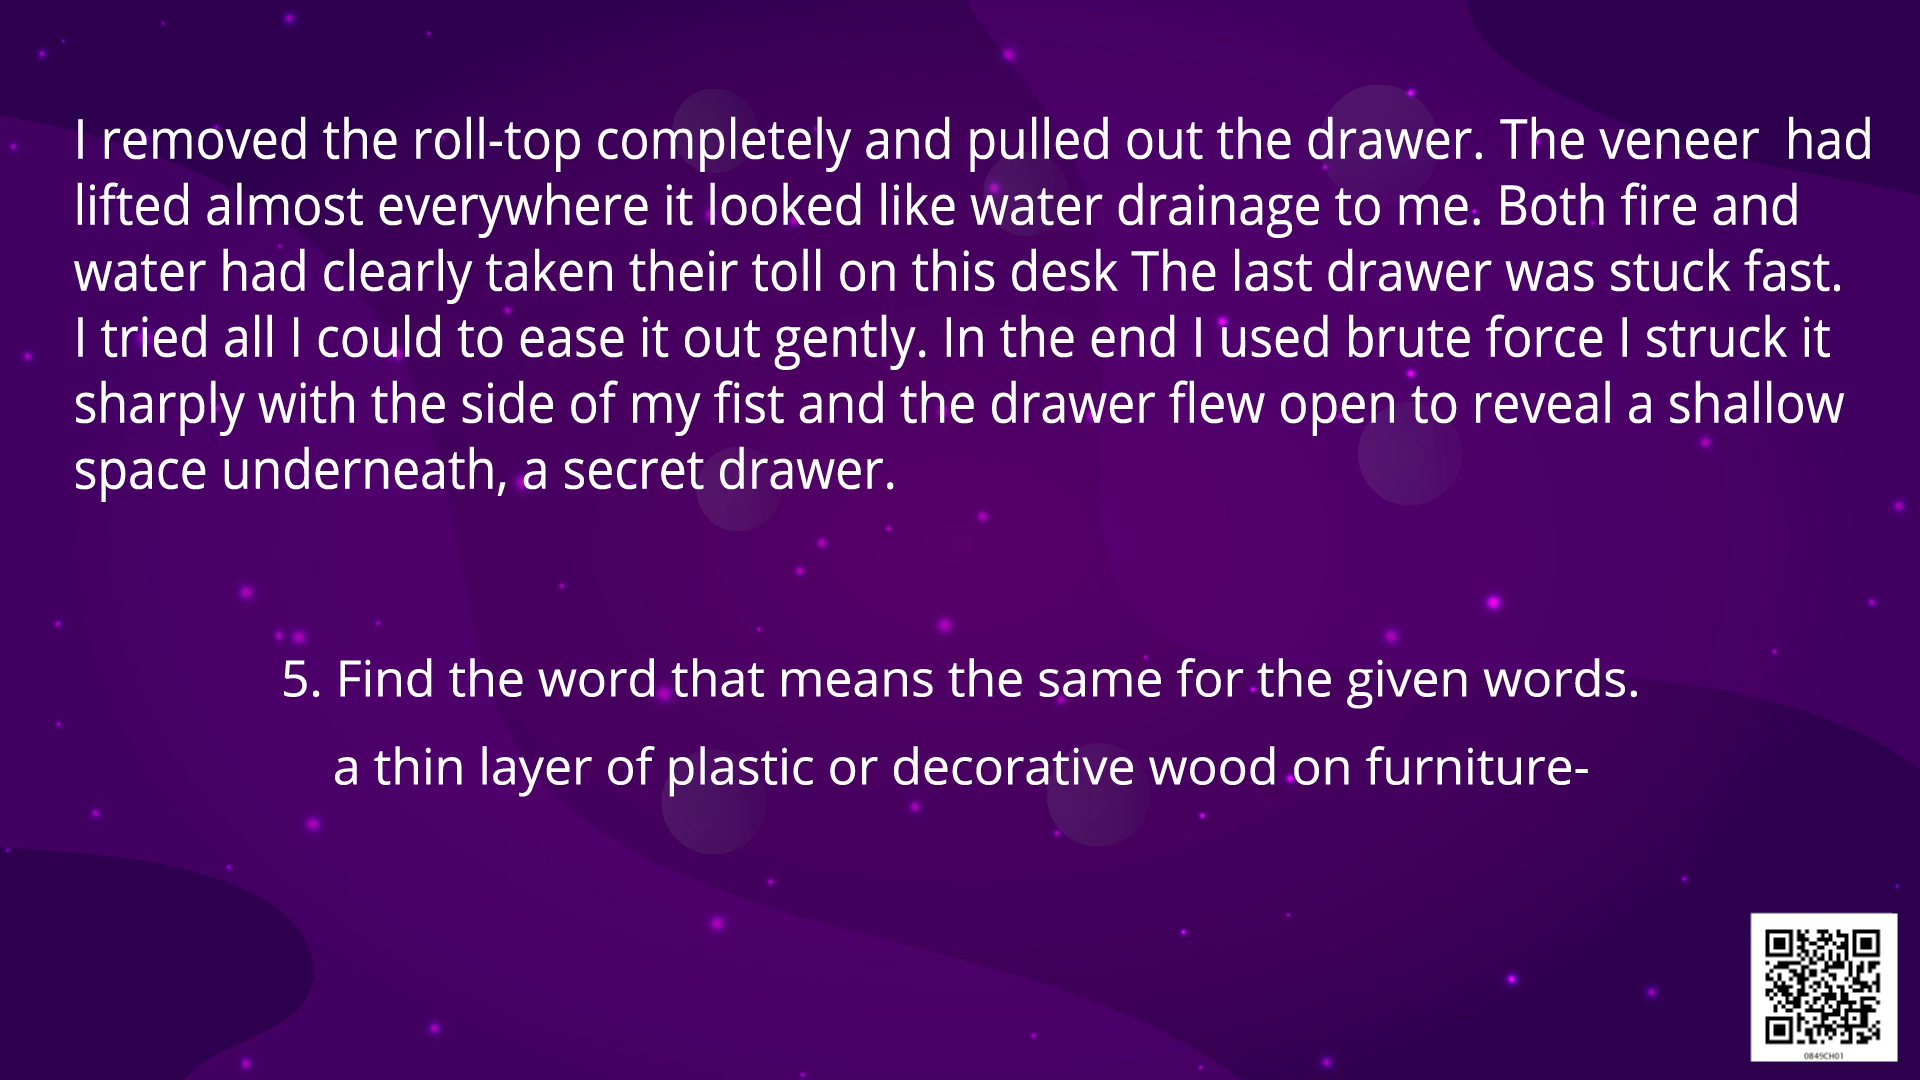 I removed the roll-top completely and pulled out the drawer. The veneer  had
lifted almost everywhere it looked like water drainage to me. Both fire and
water had clearly taken their toll on this desk The last drawer was stuck fast.
I tried all I could to ease it out gently. In the end I used brute force I struck it
sharply with the side of my fist and the drawer flew open to reveal a shallow
space underneath, a secret drawer.
5. Find the word that means the same for the given words.
a thin layer of plastic or decorative wood on furniture-
0849CH01